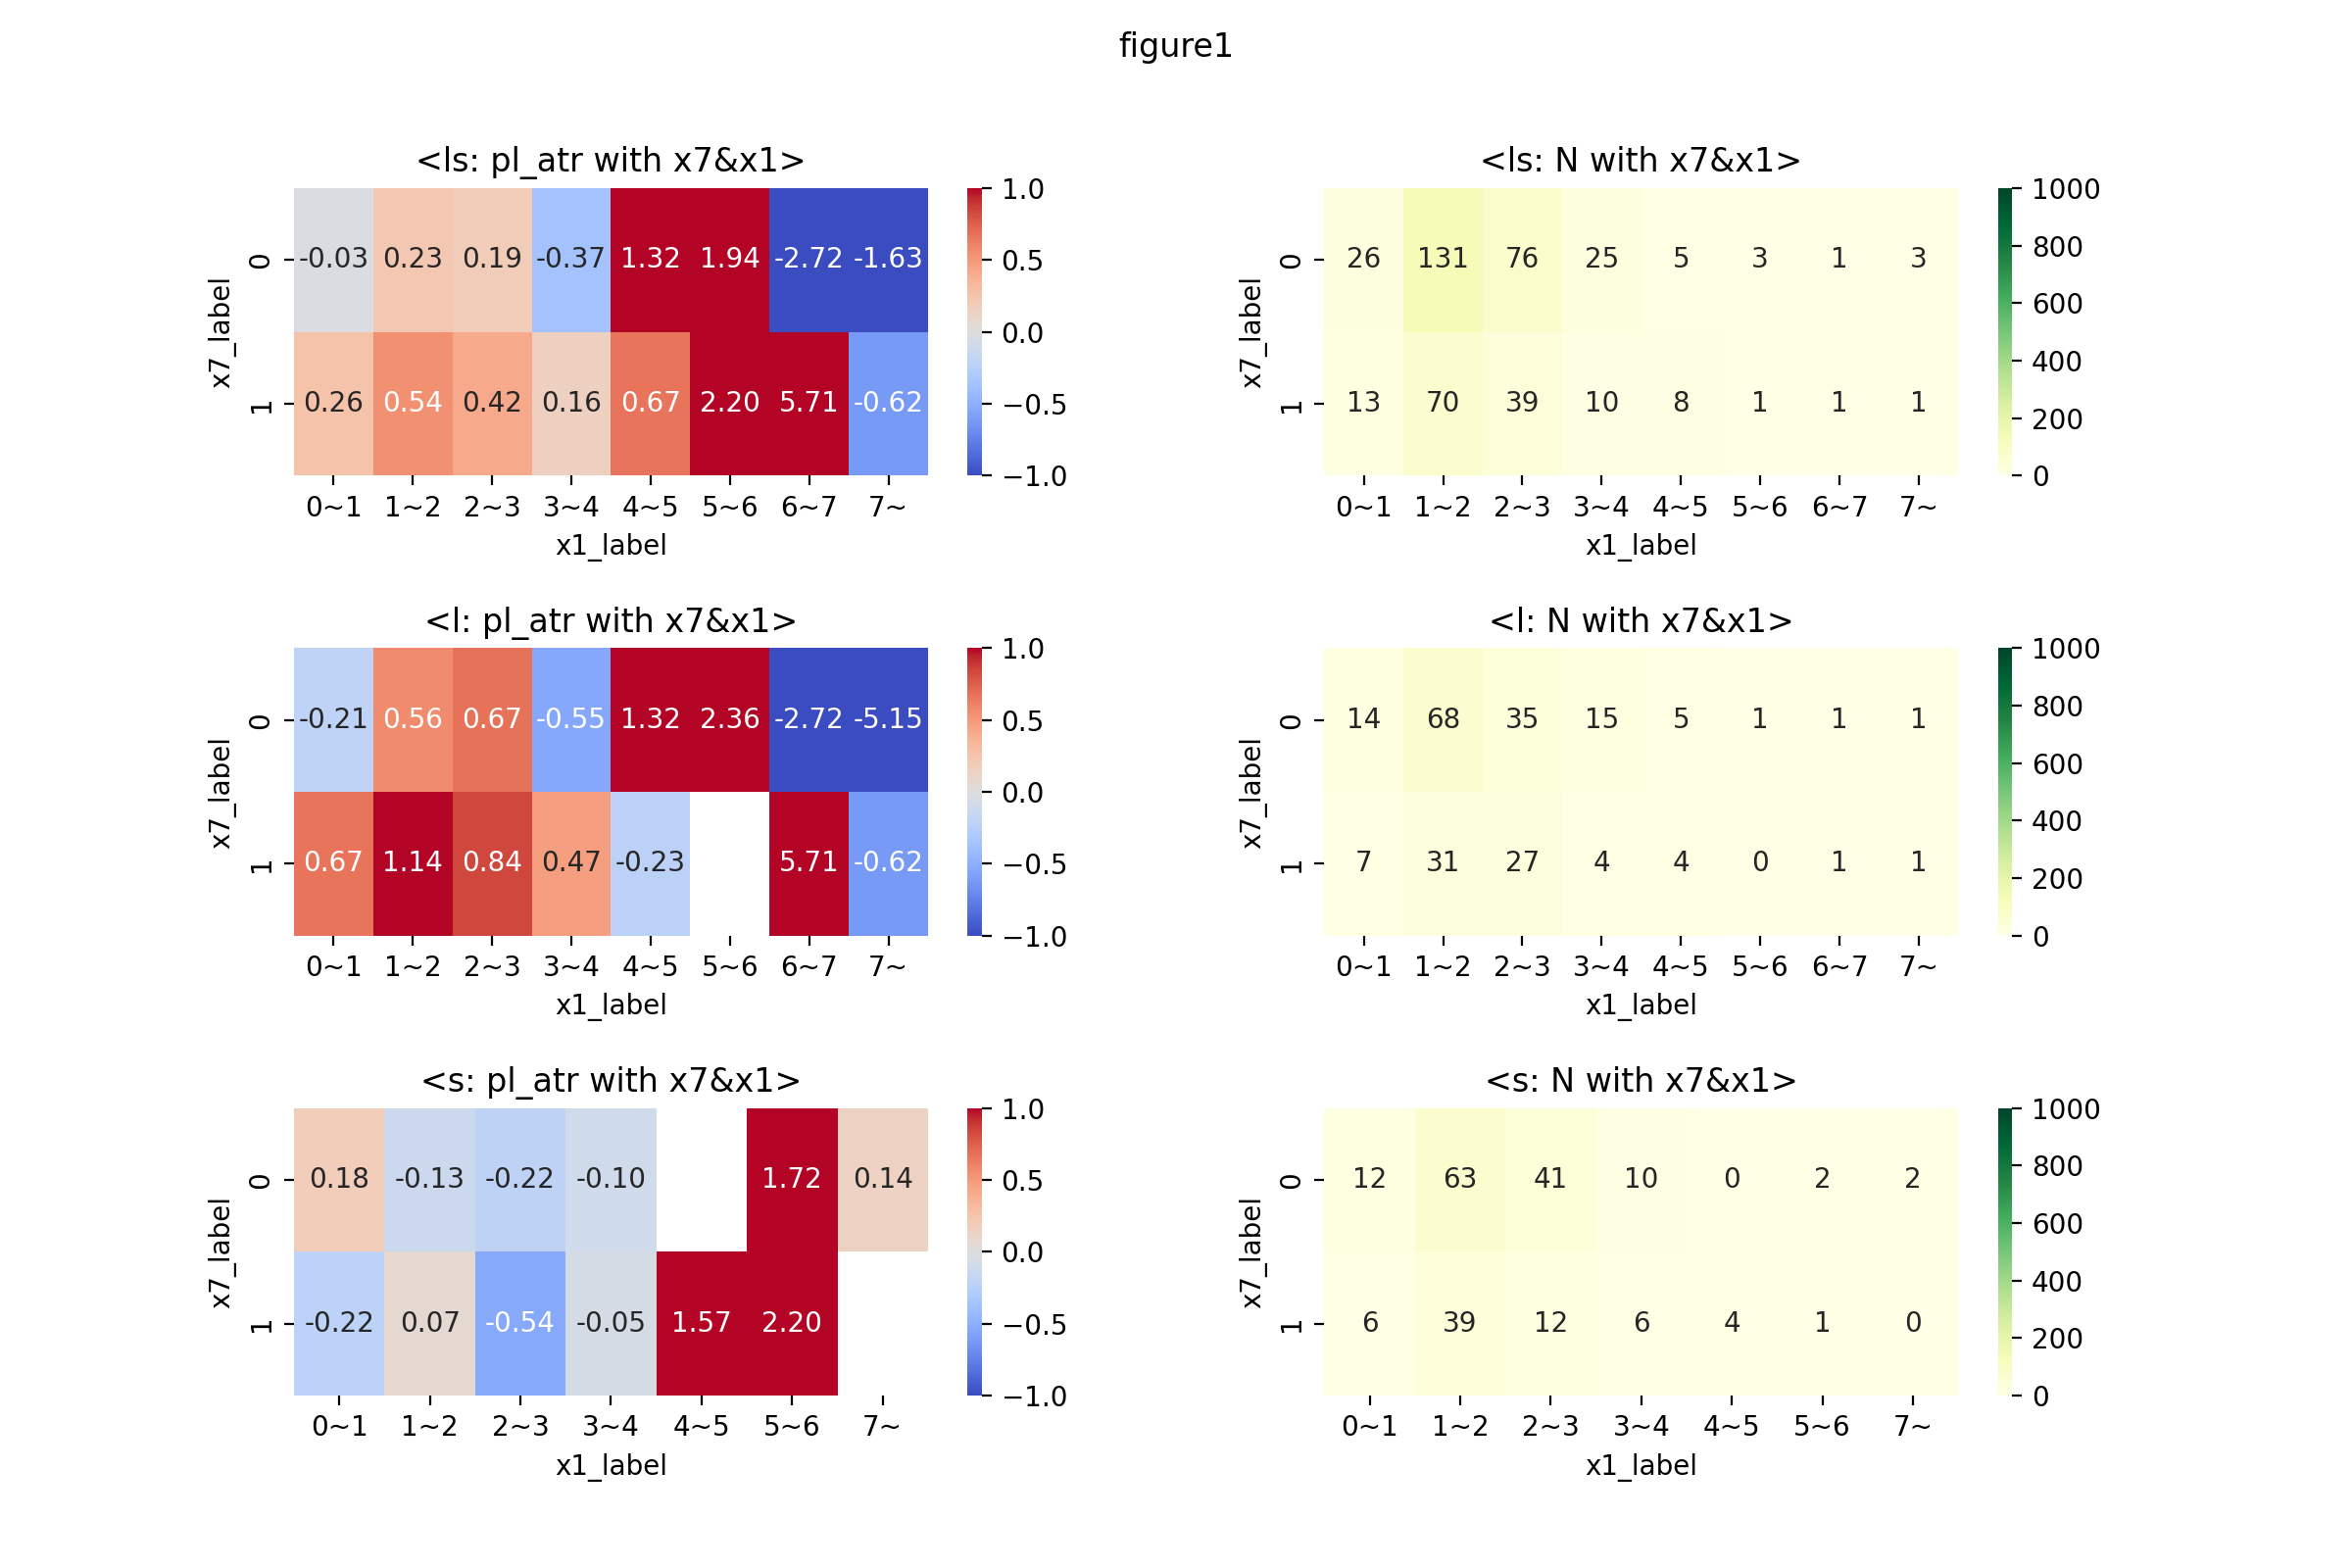 figure1
<ls: pl_atr with x7&x1>
x7_label
0
-0.03 0.23 0.19 -0.37 1.32 1.94 -2.72 -1.63
1
0.26 0.54 0.42 0.16 0.67 2.20 5.71 -0.62
0~1 1~2 2~3 3~4 4~5 5~6 6~7 7~
x1_label
1.0
0.5
0.0
−0.5
−1.0
<ls: N with x7&x1>
x7_label
0
26 131 76 25 5 3 1 3
1
13 70 39 10 8 1 1 1
0~1 1~2 2~3 3~4 4~5 5~6 6~7 7~
x1_label
1000
800
600
400
200
0
<l: pl_atr with x7&x1>
x7_label
0
-0.21 0.56 0.67 -0.55 1.32 2.36 -2.72 -5.15
1
0.67 1.14 0.84 0.47 -0.23 5.71 -0.62
0~1 1~2 2~3 3~4 4~5 5~6 6~7 7~
x1_label
1.0
0.5
0.0
−0.5
−1.0
<l: N with x7&x1>
x7_label
0
14 68 35 15 5 1 1 1
1
7 31 27 4 4 0 1 1
0~1 1~2 2~3 3~4 4~5 5~6 6~7 7~
x1_label
1000
800
600
400
200
0
<s: pl_atr with x7&x1>
x7_label
0
0.18 -0.13 -0.22 -0.10 1.72 0.14
1
-0.22 0.07 -0.54 -0.05 1.57 2.20
0~1 1~2 2~3 3~4 4~5 5~6 7~
x1_label
1.0
0.5
0.0
−0.5
−1.0
<s: N with x7&x1>
x7_label
0
12 63 41 10 0 2 2
1
6 39 12 6 4 1 0
0~1 1~2 2~3 3~4 4~5 5~6 7~
x1_label
1000
800
600
400
200
0